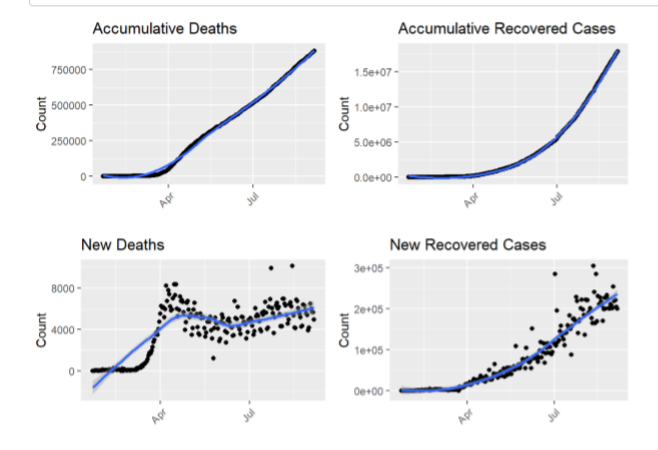 Accumulative Deaths
Count
750000
500000
250000
0
Apr
Jul
Accumulative Recovered Cases
Count
1.5e+07
1.0e+07
5.0e+06
0.0e+00
Apr
Jul
New Deaths
Count
8000
4000
0
Apr
Jul
New Recovered Cases
Count
3e+05
2e+05
1e+05
0e+00
Apr
Jul